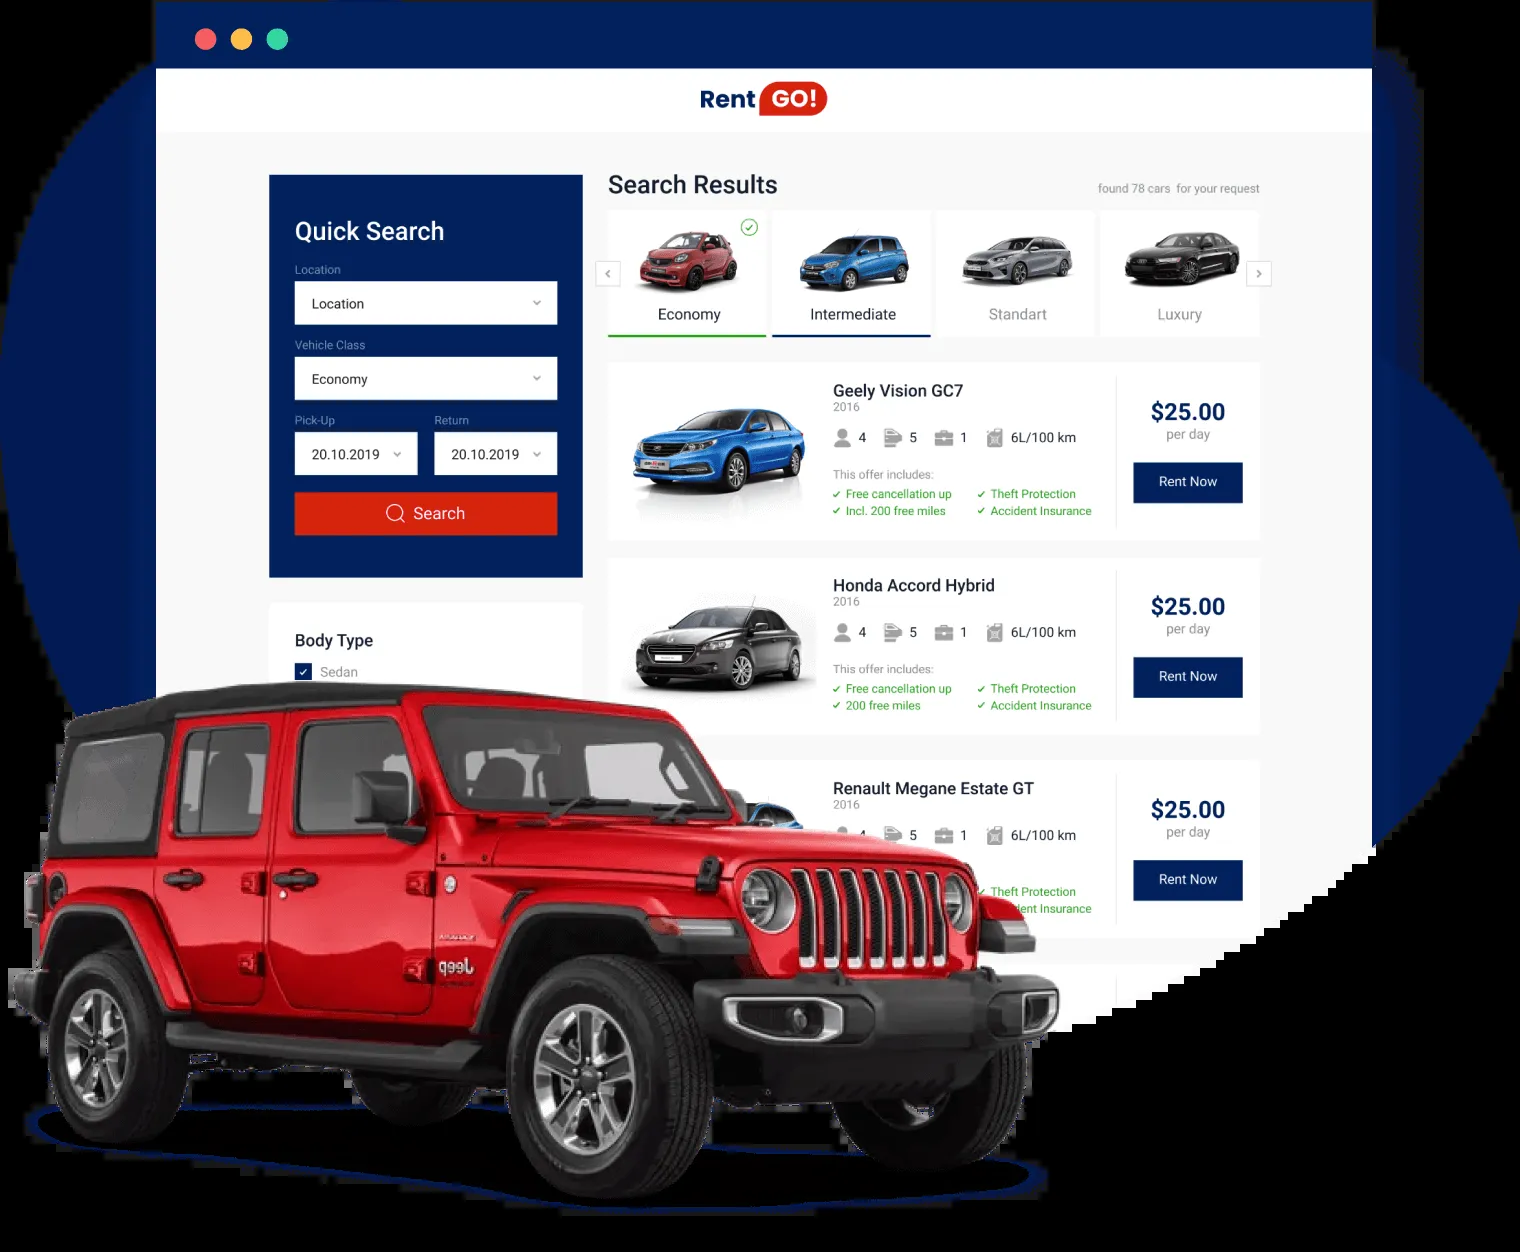 Rent GO!
Quick Search
Location
Location
Vehicle Class
Economy
Pick-Up Return
20.10.2019 20.10.2019
Search
Body Type
Sedan
Search Results
found 78 cars for your request
Economy Intermediate Standart Luxury
Geely Vision GC7
2016
4 5 1 6L/100 km
This offer includes:
Free cancellation up Theft Protection
Incl. 200 free miles Accident Insurance
$25.00
per day
Rent Now
Honda Accord Hybrid
2016
4 5 1 6L/100 km
This offer includes:
Free cancellation up Theft Protection
200 free miles Accident Insurance
$25.00
per day
Rent Now
Renault Megane Estate GT
2016
4 5 1 6L/100 km
Theft Protection
dent Insurance
$25.00
per day
Rent Now
Jeep